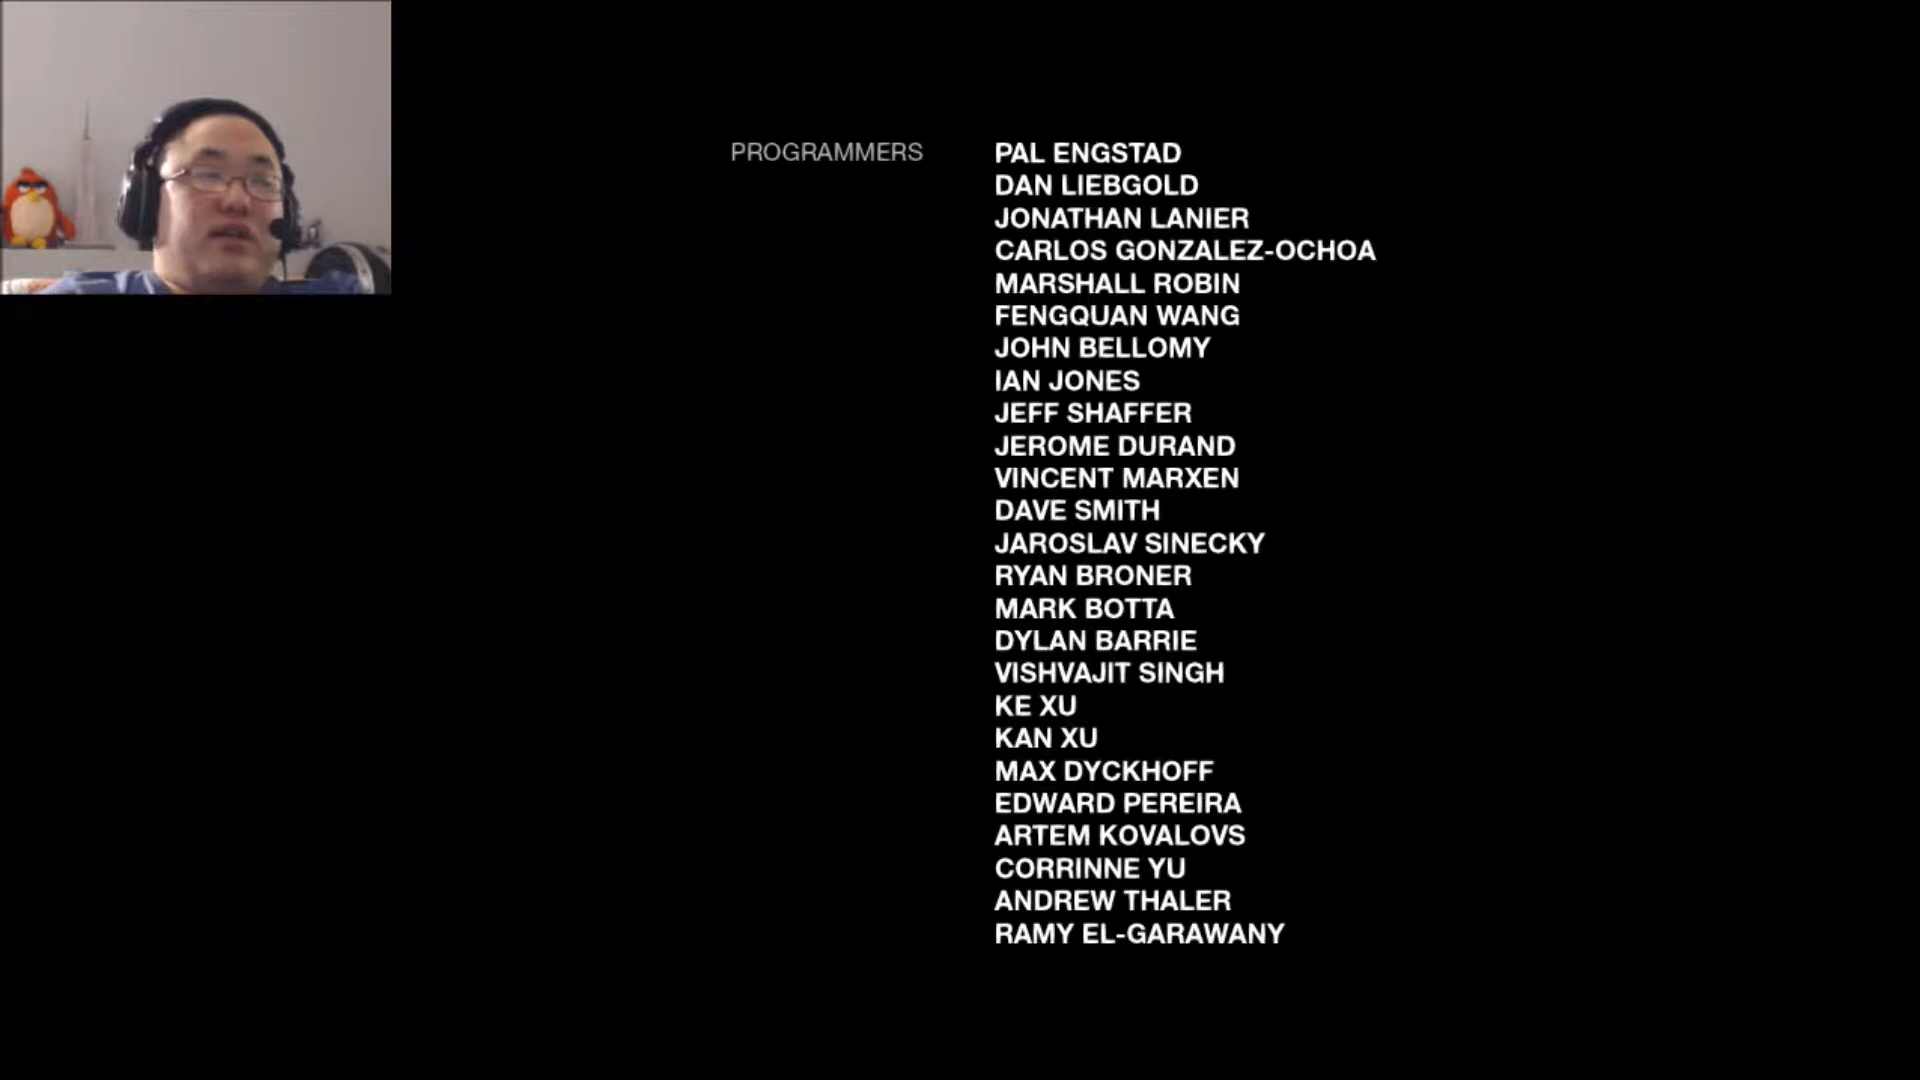 PROGRAMMERS PAL ENGSTAD
DAN LIEBGOLD
JONATHAN LANIER
CARLOS GONZALEZ-OCHOA
MARSHALL ROBIN
FENGQUAN WANG
JOHN BELLOMY
IAN JONES
JEFF SHAFFER
JEROME DURAND
VINCENT MARXEN
DAVE SMITH
JAROSLAV SINECKY
RYAN BRONER
MARK BOTTA
DYLAN BARRIE
VISHVAJIT SINGH
KE XU
KAN XU
MAX DYCKHOFF
EDWARD PEREIRA
ARTEM KOVALOVS
CORRINNE YU
ANDREW THALER
RAMY EL-GARAWANY